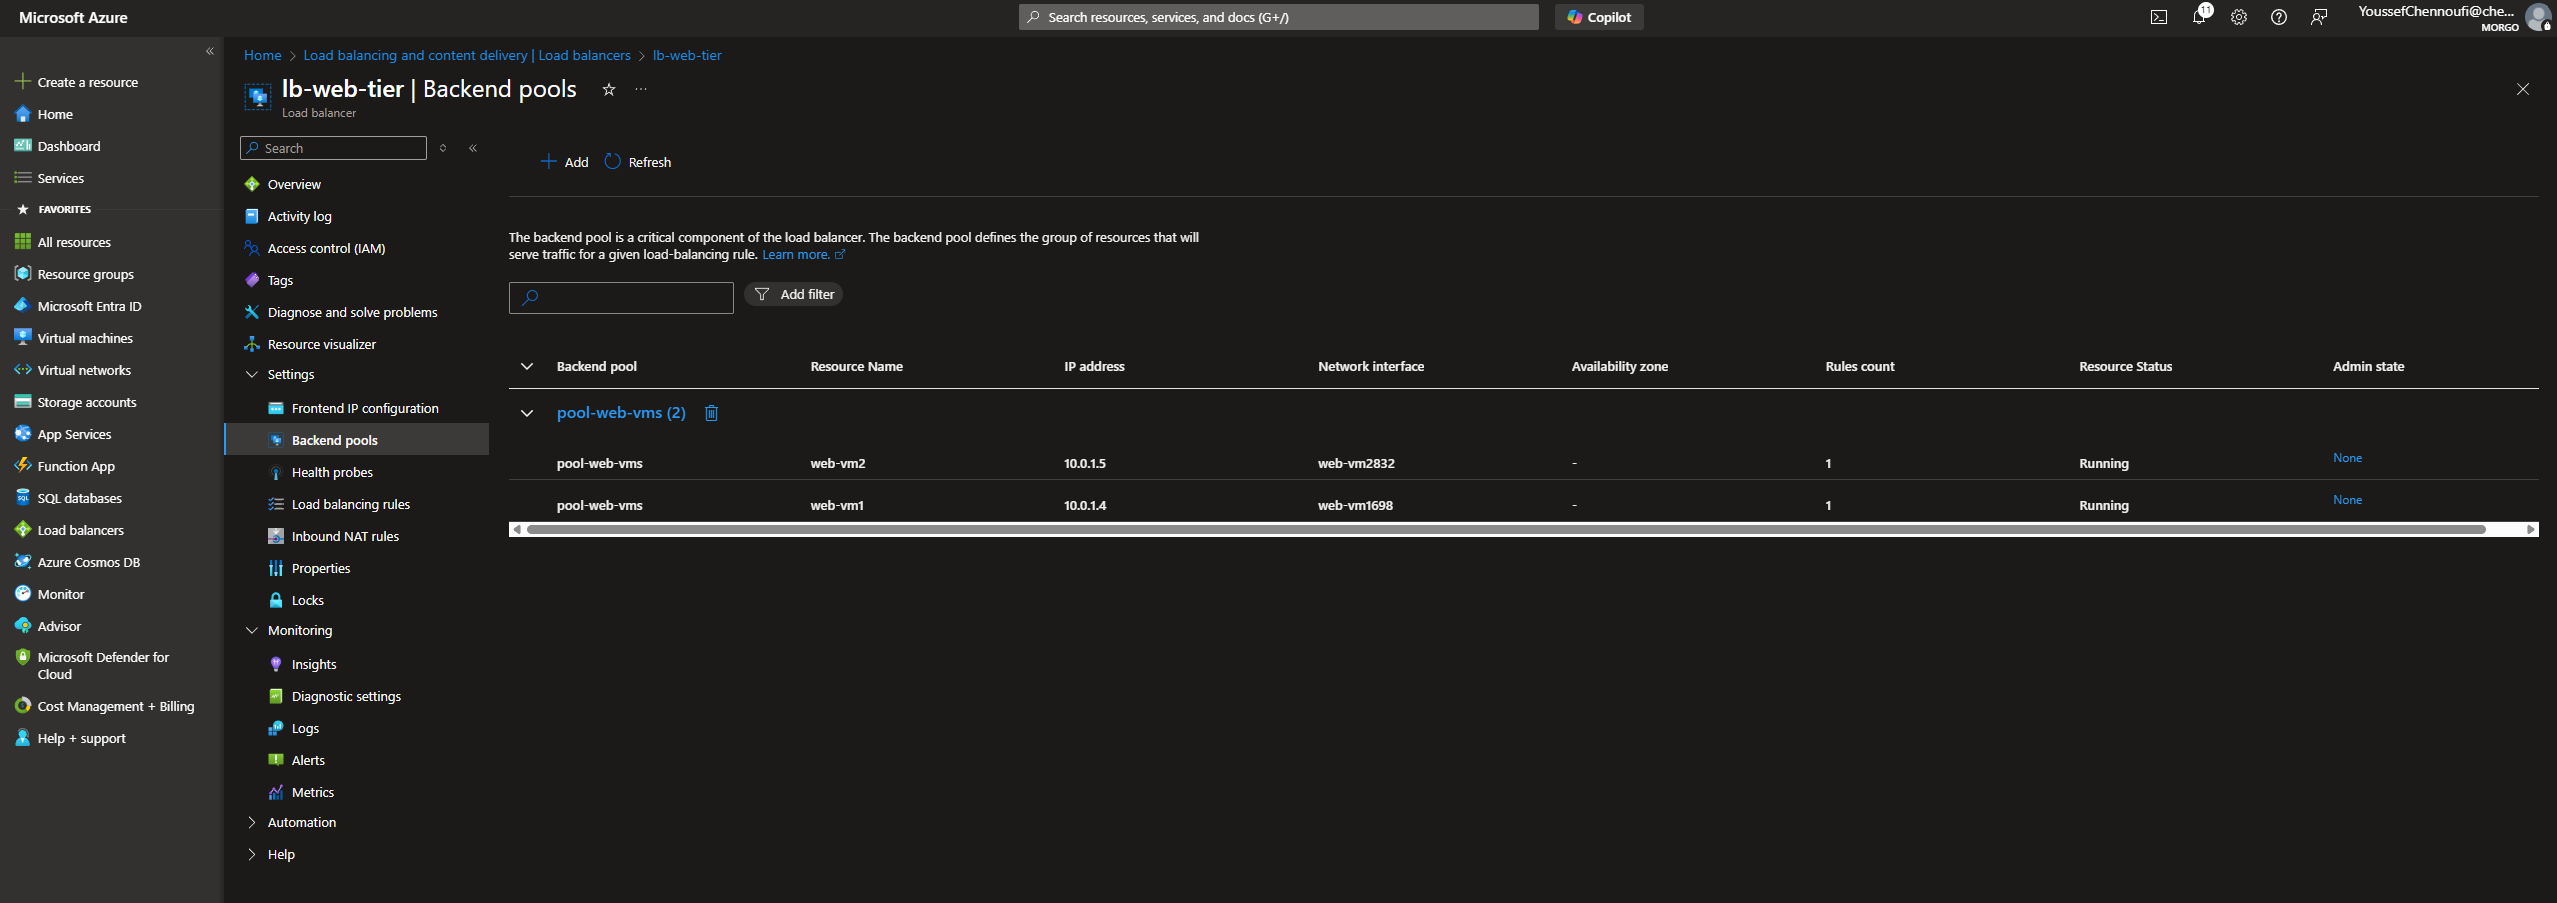 Microsoft Azure
Search resources, services, and docs (G+/)
Copilot
11
YoussefChennoufi@che...
MORGO
Create a resource
Home
Dashboard
Services
FAVORITES
All resources
Resource groups
Microsoft Entra ID
Virtual machines
Virtual networks
Storage accounts
App Services
Function App
SQL databases
Load balancers
Azure Cosmos DB
Monitor
Advisor
Microsoft Defender for
Cloud
Cost Management + Billing
Help + support
Home > Load balancing and content delivery | Load balancers > lb-web-tier
lb-web-tier | Backend pools
Load balancer
Search
Overview
Activity log
Access control (IAM)
Tags
Diagnose and solve problems
Resource visualizer
Settings
Frontend IP configuration
Backend pools
Health probes
Load balancing rules
Inbound NAT rules
Properties
Locks
Monitoring
Insights
Diagnostic settings
Logs
Alerts
Metrics
Automation
Help
Add Refresh
The backend pool is a critical component of the load balancer. The backend pool defines the group of resources that will
serve traffic for a given load-balancing rule. Learn more.
Add filter
Backend pool Resource Name IP address Network interface Availability zone Rules count Resource Status Admin state
pool-web-vms (2)
pool-web-vms web-vm2 10.0.1.5 web-vm2832 - 1 Running None
pool-web-vms web-vm1 10.0.1.4 web-vm1698 - 1 Running None